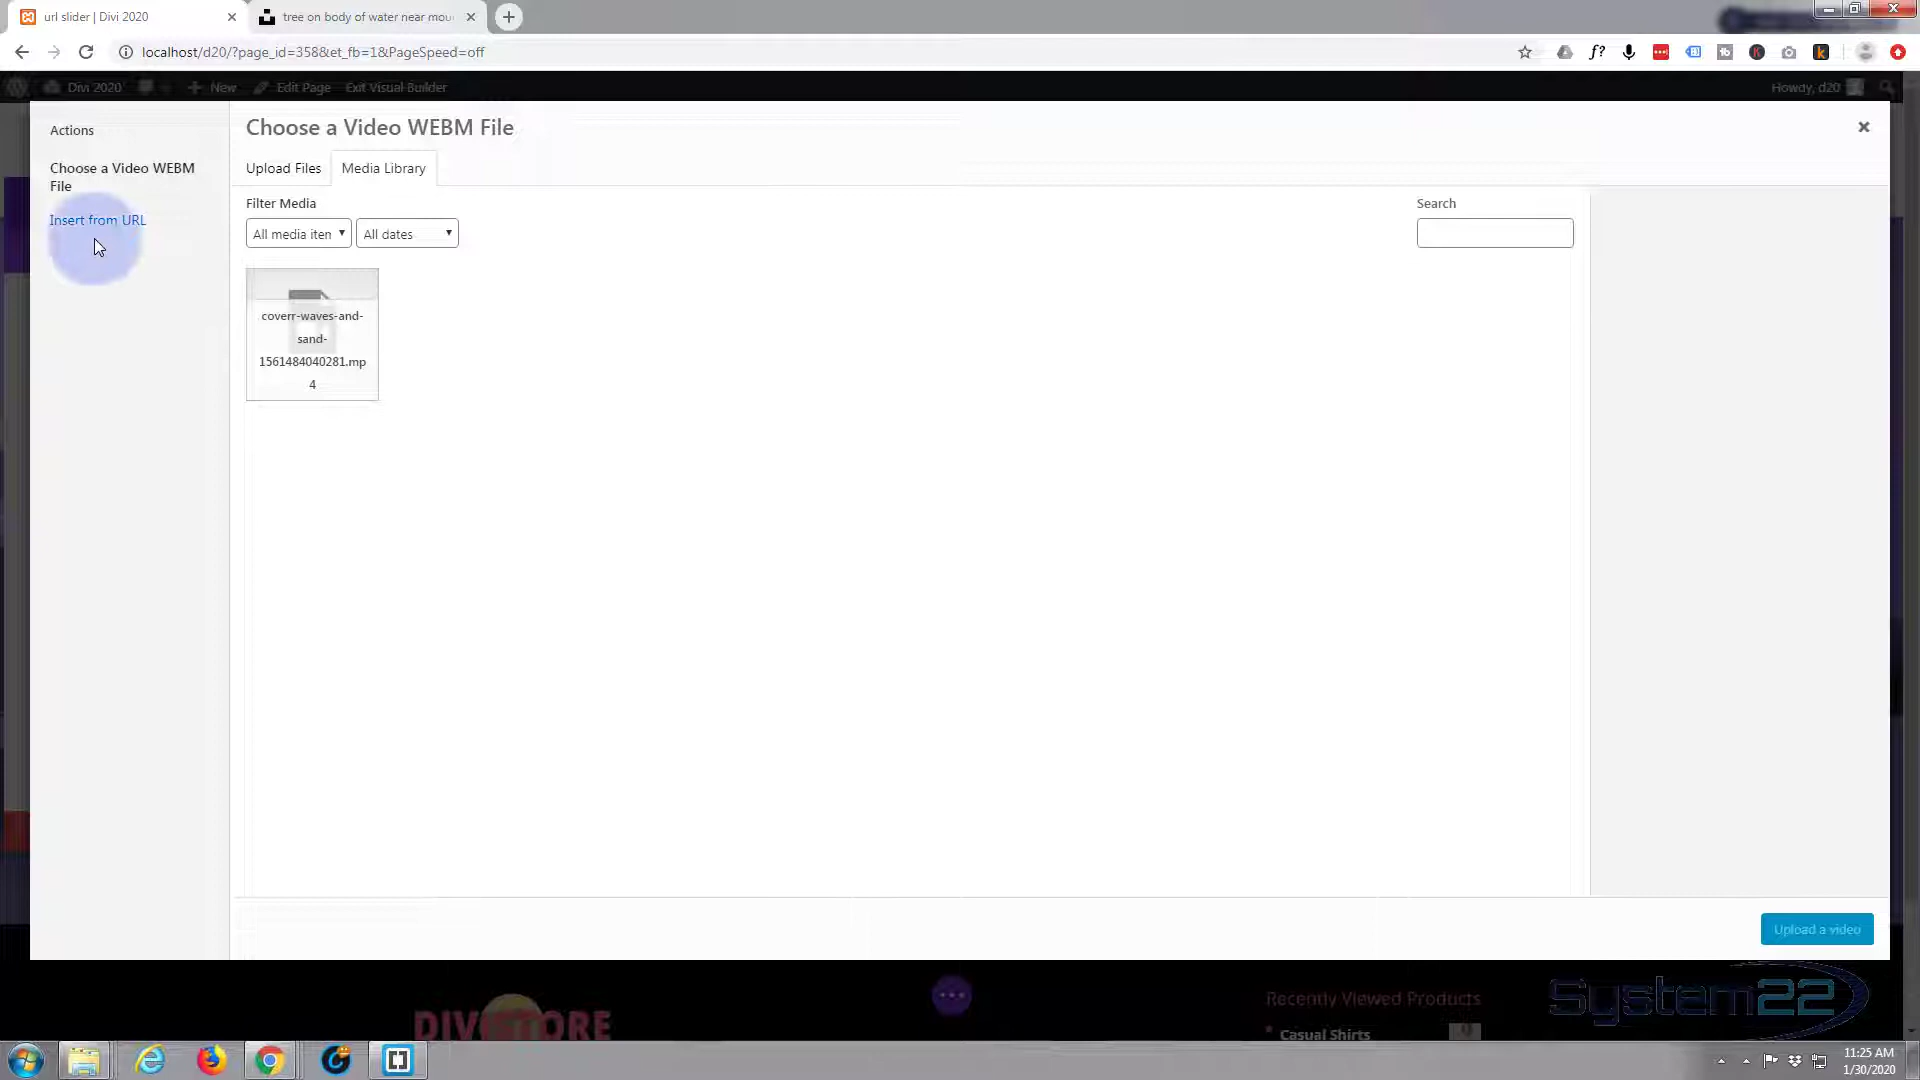 url slider | Divi 2020
tree on body of water near mou
localhost/d20/?page_id=358&et_fb=1&PageSpeed=off
Divi 2020
New
Edit Page
Exit Visual Builder
Howdy, d20
Actions
Choose a Video WEBM File
Insert from URL
Choose a Video WEBM File
Upload Files
Media Library
Filter Media
All media iten
All dates
Search
coverr-waves-and-
sand-
1561484040281.mp
4
Upload a video
DIVI STORE
Recently Viewed Products
Casual Shirts
System22
11:25 AM
1/30/2020